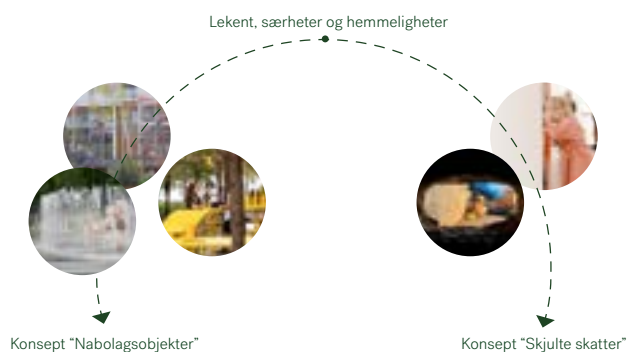 Lekent, særheter og hemmeligheter
Konsept “Nabolagsobjekter”
Konsept “Skjulte skatter”